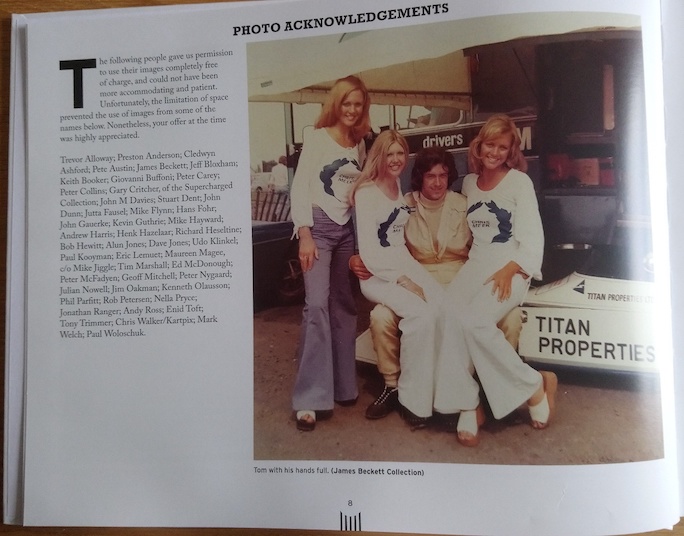 PHOTO ACKNOWLEDGEMENTS
The following people gave us permission
to use their images completely free
of charge, and could not have been
more accommodating and patient.
Unfortunately, the limitation of space
prevented the use of images from some of the
names below. Nonetheless, your offer at the time
was highly appreciated.
Trevor Alloway; Preston Anderson; Cledwyn
Ashford; Pete Austin; James Beckett; Jeff Bloxham;
Keith Booker; Giovanni Buffoni; Peter Carey;
Peter Collins; Gary Critcher, of the Supercharged
Collection; John M Davies; Stuart Dent; John
Dunn; Jutta Fausel; Mike Flynn; Hans Fohr;
John Gauerke; Kevin Guthrie; Mike Hayward;
Andrew Harris; Henk Hazelaar; Richard Heseltine;
Bob Hewitt; Alun Jones; Dave Jones; Udo Klinkel;
Paul Kooyman; Eric Lemuet; Maureen Magee,
c/o Mike Jiggle; Tim Marshall; Ed McDonough;
Peter McFadyen; Geoff Mitchell; Peter Nygaard;
Julian Nowell; Jim Oakman; Kenneth Olausson;
Phil Parfitt; Rob Petersen; Nella Pryce;
Jonathan Ranger; Andy Ross; Enid Toft;
Tony Trimmer; Chris Walker/Kartpix; Mark
Welch; Paul Woloschuk.
drivers
TITAN
PROPERTIES
Tom with his hands full. (James Beckett Collection)
8